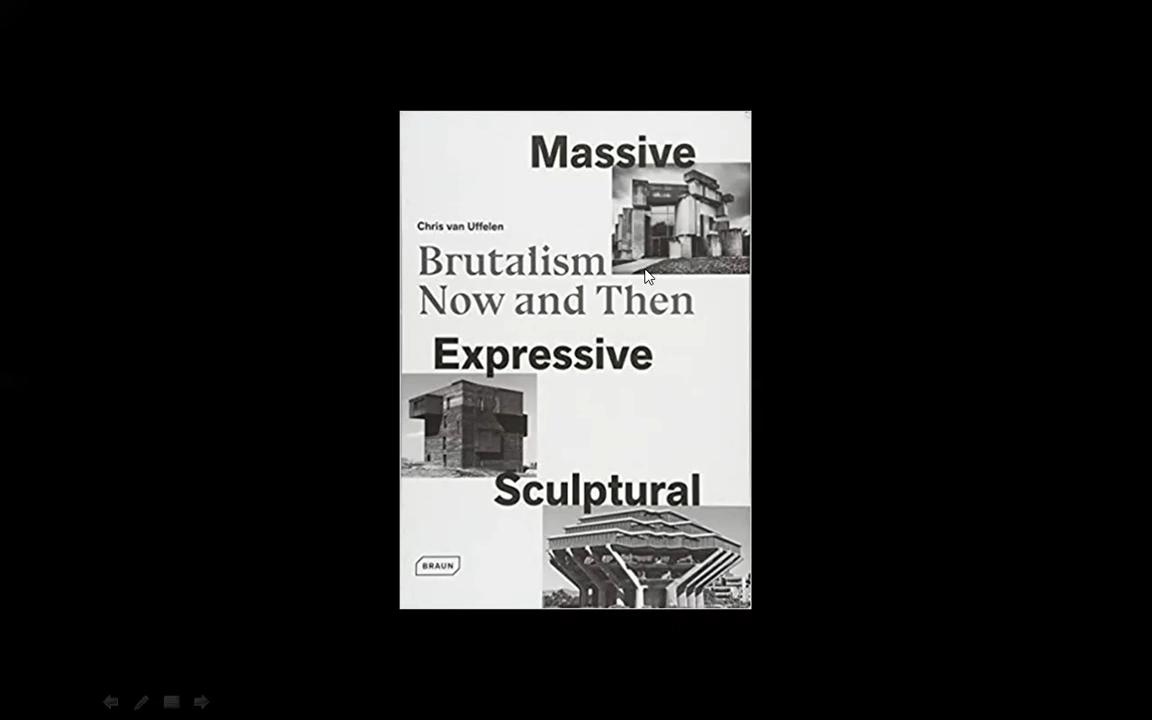 Massive
Chris van Uffelen
Brutalism
Now and Then
Expressive
Sculptural
BRAUN